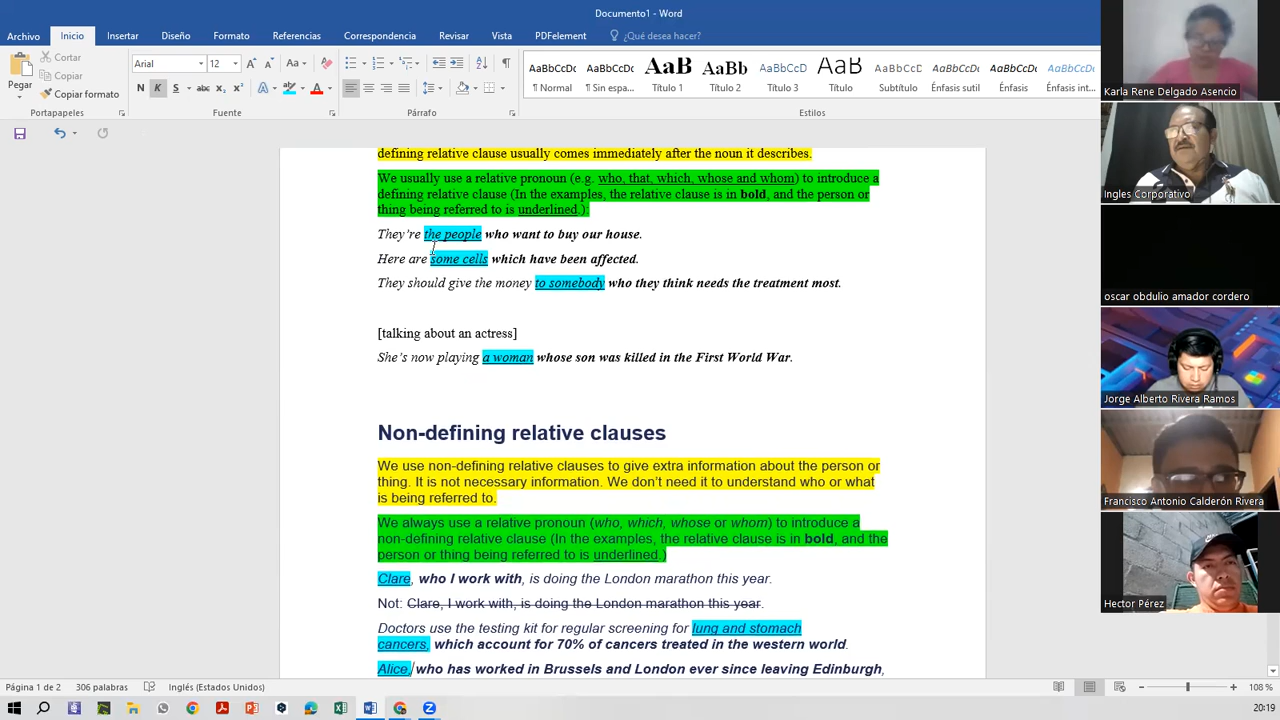 Documento1 - Word
Archivo Inicio Insertar Diseño Formato Referencias Correspondencia Revisar Vista PDFelement ¿Qué desea hacer?
Cortar
Copiar
Pegar
Copiar formato
Arial 12
Portapapeles Fuente Párrafo Estilos
AaBbCcDc AaBbCcDc AaB AaBb AaBbCcD AaB AaBbCcD AaBbCcDc AaBbCcDc AaBbCcDc
¶ Normal ¶ Sin espa... Título 1 Título 2 Título 3 Título Subtítulo Énfasis sutil Énfasis Énfasis int...
defining relative clause usually comes immediately after the noun it describes.
We usually use a relative pronoun (e.g. who, that, which, whose and whom) to introduce a
defining relative clause (In the examples, the relative clause is in bold, and the person or
thing being referred to is underlined.):
They’re the people who want to buy our house.
Here are some cells which have been affected.
They should give the money to somebody who they think needs the treatment most.
[talking about an actress]
She’s now playing a woman whose son was killed in the First World War.
Non-defining relative clauses
We use non-defining relative clauses to give extra information about the person or
thing. It is not necessary information. We don’t need it to understand who or what
is being referred to.
We always use a relative pronoun (who, which, whose or whom) to introduce a
non-defining relative clause (In the examples, the relative clause is in bold, and the
person or thing being referred to is underlined.)
Clare, who I work with, is doing the London marathon this year.
Not: Clare, I work with, is doing the London marathon this year.
Doctors use the testing kit for regular screening for lung and stomach
cancers, which account for 70% of cancers treated in the western world.
Alice, who has worked in Brussels and London ever since leaving Edinburgh,
Karla Rene Delgado Asencio
Ingles Corporativo
oscar obdulio amador cordero
Jorge Alberto Rivera Ramos
Francisco Antonio Calderón Rivera
Hector Pérez
Página 1 de 2 306 palabras Inglés (Estados Unidos) 108 %
20:19